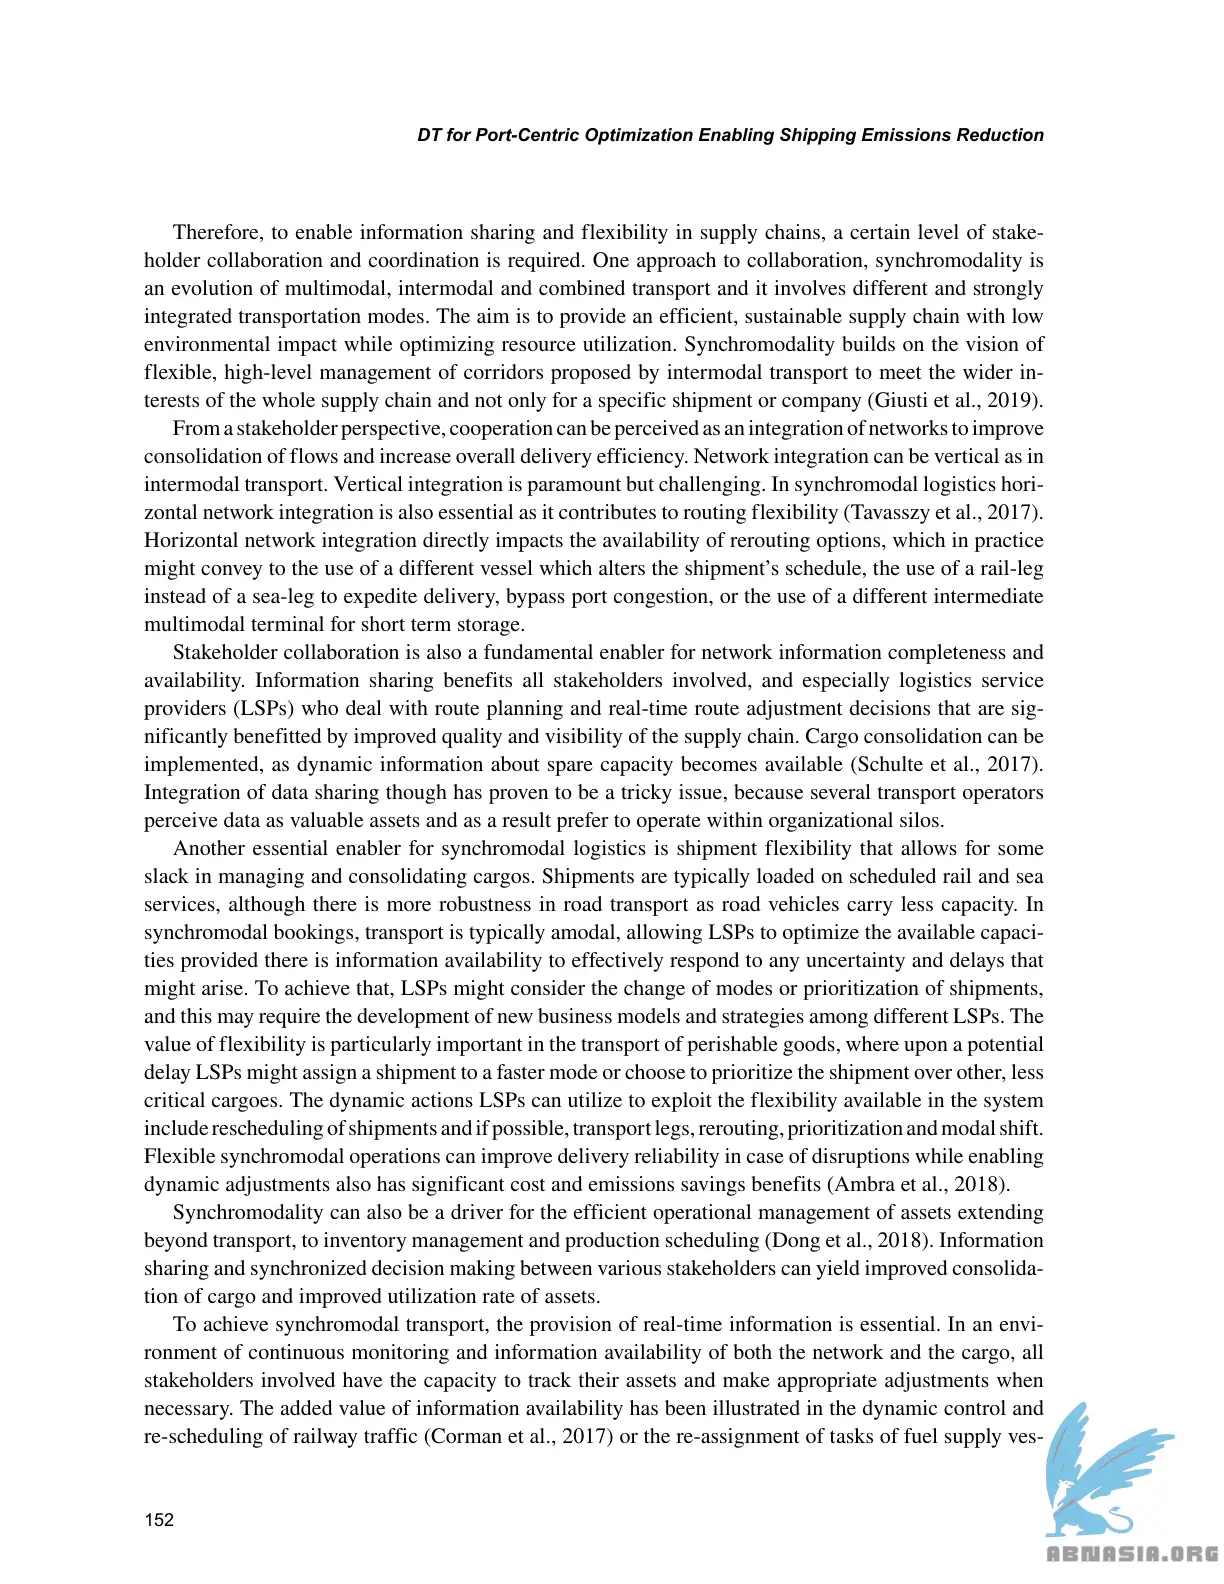 DT for Port-Centric Optimization Enabling Shipping Emissions Reduction
Therefore, to enable information sharing and flexibility in supply chains, a certain level of stake-
holder collaboration and coordination is required. One approach to collaboration, synchromodality is
an evolution of multimodal, intermodal and combined transport and it involves different and strongly
integrated transportation modes. The aim is to provide an efficient, sustainable supply chain with low
environmental impact while optimizing resource utilization. Synchromodality builds on the vision of
flexible, high-level management of corridors proposed by intermodal transport to meet the wider in-
terests of the whole supply chain and not only for a specific shipment or company (Giusti et al., 2019).
From a stakeholder perspective, cooperation can be perceived as an integration of networks to improve
consolidation of flows and increase overall delivery efficiency. Network integration can be vertical as in
intermodal transport. Vertical integration is paramount but challenging. In synchromodal logistics hori-
zontal network integration is also essential as it contributes to routing flexibility (Tavasszy et al., 2017).
Horizontal network integration directly impacts the availability of rerouting options, which in practice
might convey to the use of a different vessel which alters the shipment's schedule, the use of a rail-leg
instead of a sea-leg to expedite delivery, bypass port congestion, or the use of a different intermediate
multimodal terminal for short term storage.
Stakeholder collaboration is also a fundamental enabler for network information completeness and
availability. Information sharing benefits all stakeholders involved, and especially logistics service
providers (LSPs) who deal with route planning and real-time route adjustment decisions that are sig-
nificantly benefitted by improved quality and visibility of the supply chain. Cargo consolidation can be
implemented, as dynamic information about spare capacity becomes available (Schulte et al., 2017).
Integration of data sharing though has proven to be a tricky issue, because several transport operators
perceive data as valuable assets and as a result prefer to operate within organizational silos.
Another essential enabler for synchromodal logistics is shipment flexibility that allows for some
slack in managing and consolidating cargos. Shipments are typically loaded on scheduled rail and sea
services, although there is more robustness in road transport as road vehicles carry less capacity. In
synchromodal bookings, transport is typically amodal, allowing LSPs to optimize the available capaci-
ties provided there is information availability to effectively respond to any uncertainty and delays that
might arise. To achieve that, LSPs might consider the change of modes or prioritization of shipments,
and this may require the development of new business models and strategies among different LSPs. The
value of flexibility is particularly important in the transport of perishable goods, where upon a potential
delay LSPs might assign a shipment to a faster mode or choose to prioritize the shipment over other, less
critical cargoes. The dynamic actions LSPs can utilize to exploit the flexibility available in the system
include rescheduling of shipments and if possible, transport legs, rerouting, prioritization and modal shift.
Flexible synchromodal operations can improve delivery reliability in case of disruptions while enabling
dynamic adjustments also has significant cost and emissions savings benefits (Ambra et al., 2018).
Synchromodality can also be a driver for the efficient operational management of assets extending
beyond transport, to inventory management and production scheduling (Dong et al., 2018). Information
sharing and synchronized decision making between various stakeholders can yield improved consolida-
tion of cargo and improved utilization rate of assets.
To achieve synchromodal transport, the provision of real-time information is essential. In an envi-
ronment of continuous monitoring and information availability of both the network and the cargo, all
stakeholders involved have the capacity to track their assets and make appropriate adjustments when
necessary. The added value of information availability has been illustrated in the dynamic control and
re-scheduling of railway traffic (Corman et al., 2017) or the re-assignment of tasks of fuel supply ves-
152
ABNASIA.ORG